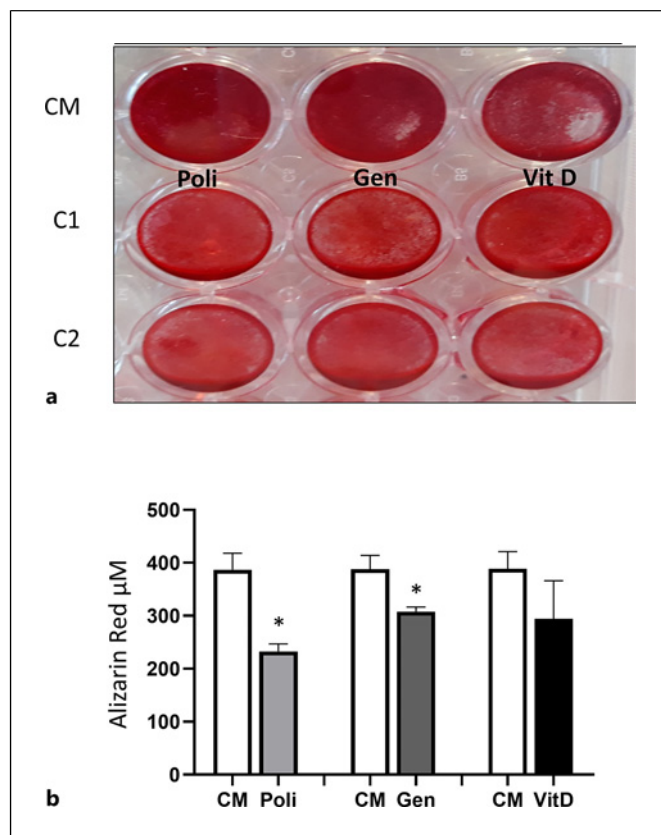 CM
Poli Gen Vit D
C1
C2
a
500
400
300
200
100
0
Alizarin Red μM
*
*
CM Poli CM Gen CM VitD
b